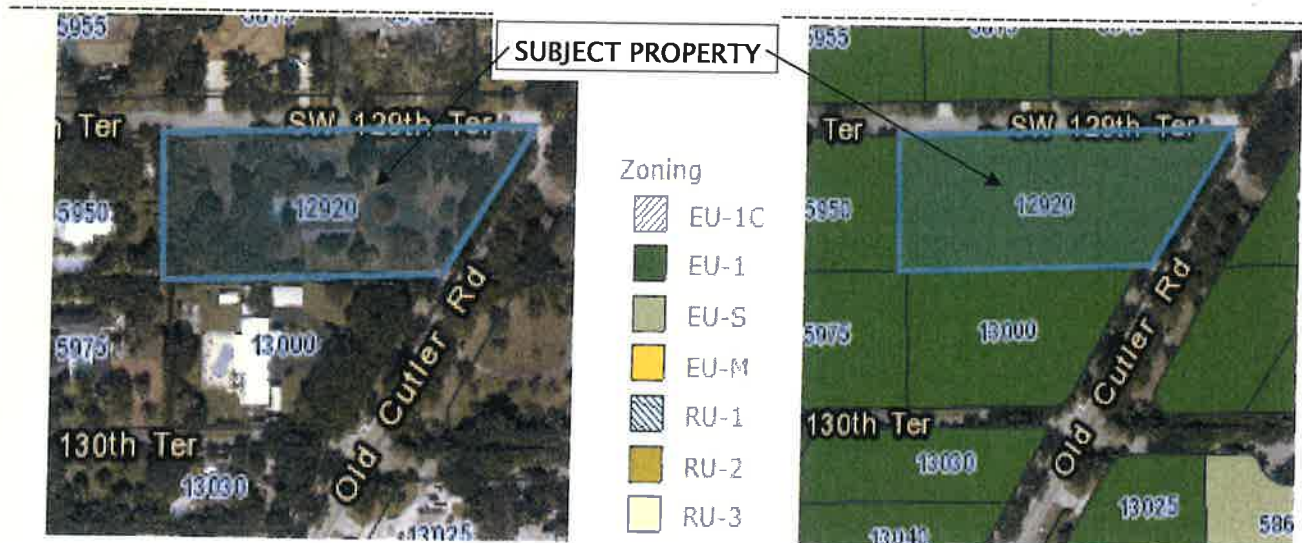 5955
SUBJECT PROPERTY
5955
h Ter
SW 129th Ter
5950
12920
5975
13000
Old Cutler Rd
130th Ter
13030
13025
Zoning
EU-1C
EU-1
EU-S
EU-M
RU-1
RU-2
RU-3
Ter
SW 129th Ter
5950
12920
5975
13000
Old Cutler Rd
130th Ter
13030
13025
13040
586